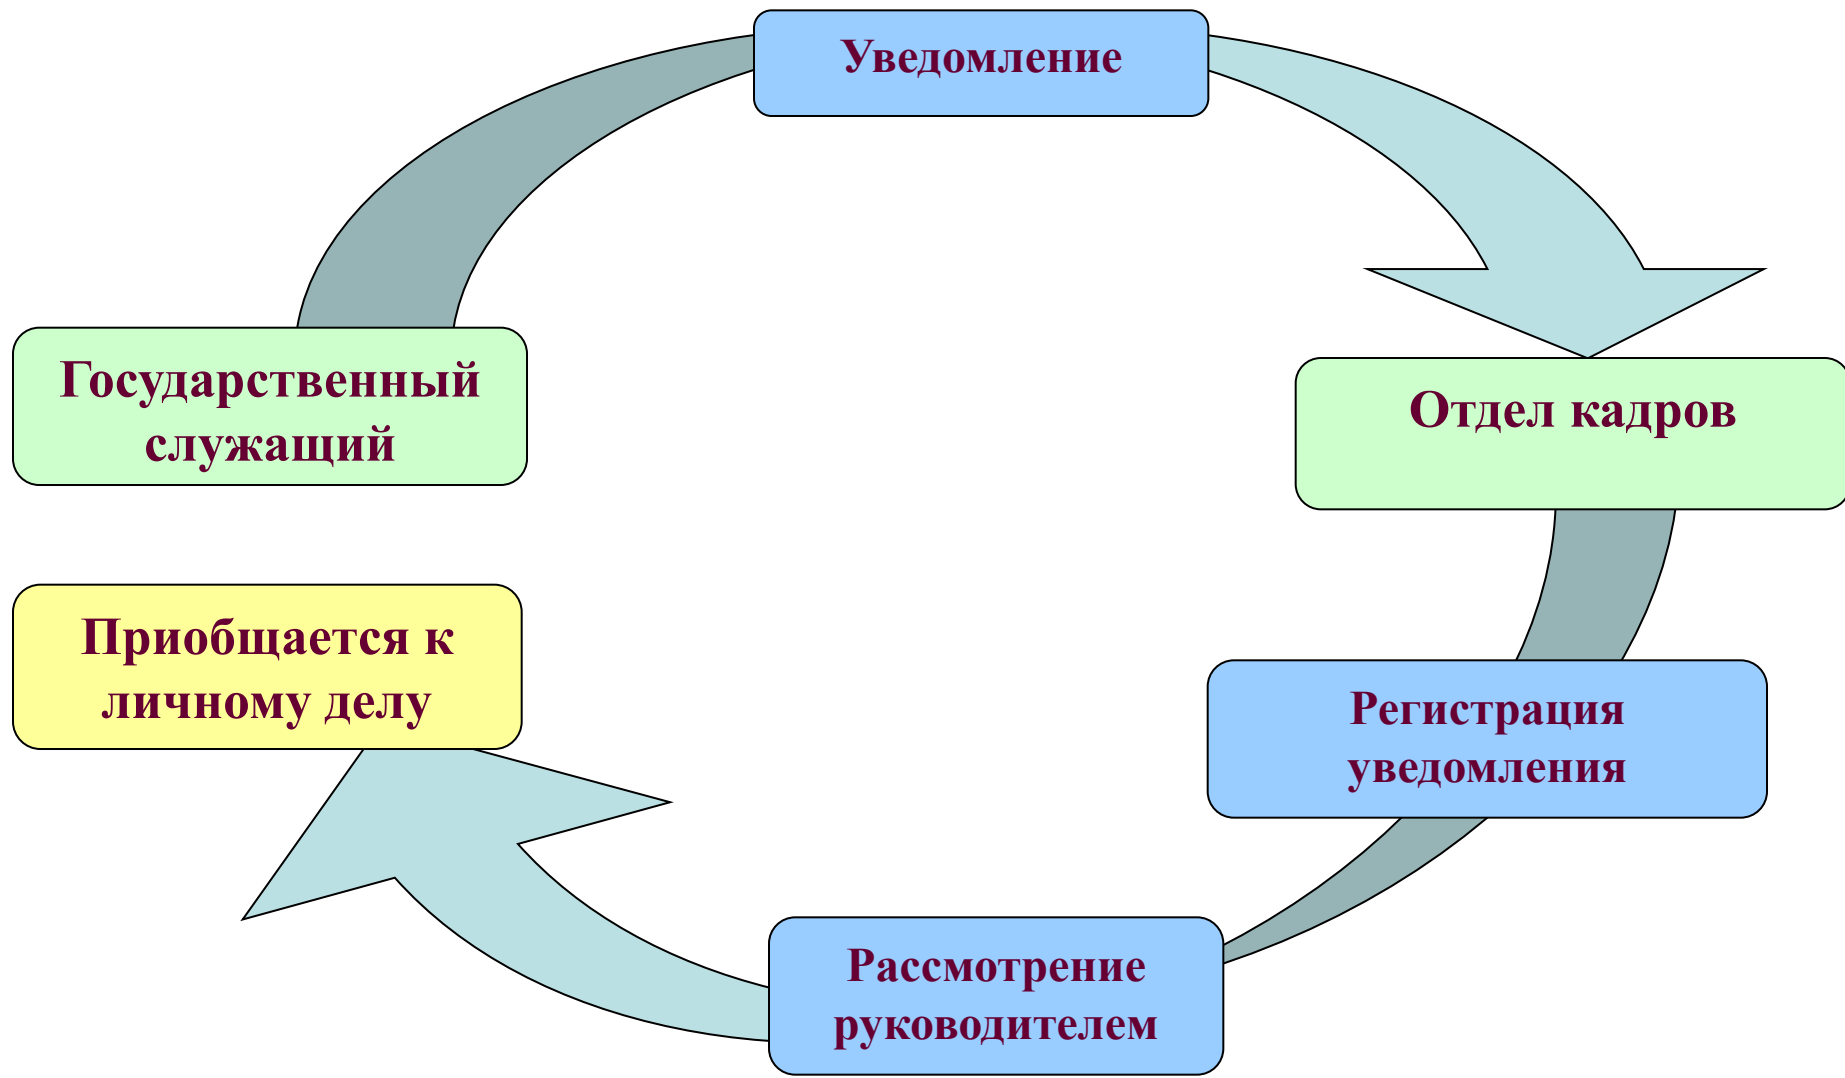 Уведомление
Государственный
служащий
Отдел кадров
Приобщается к
личному делу
Регистрация
уведомления
Рассмотрение
руководителем